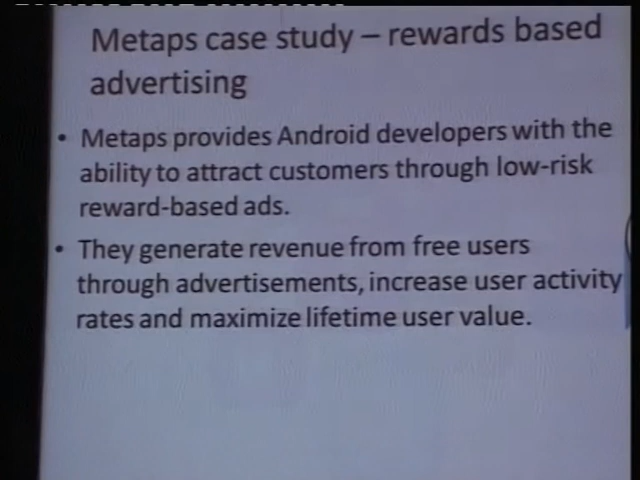 Metaps case study – rewards based
advertising
• Metaps provides Android developers with the
ability to attract customers through low-risk
reward-based ads.
• They generate revenue from free users
through advertisements, increase user activity
rates and maximize lifetime user value.